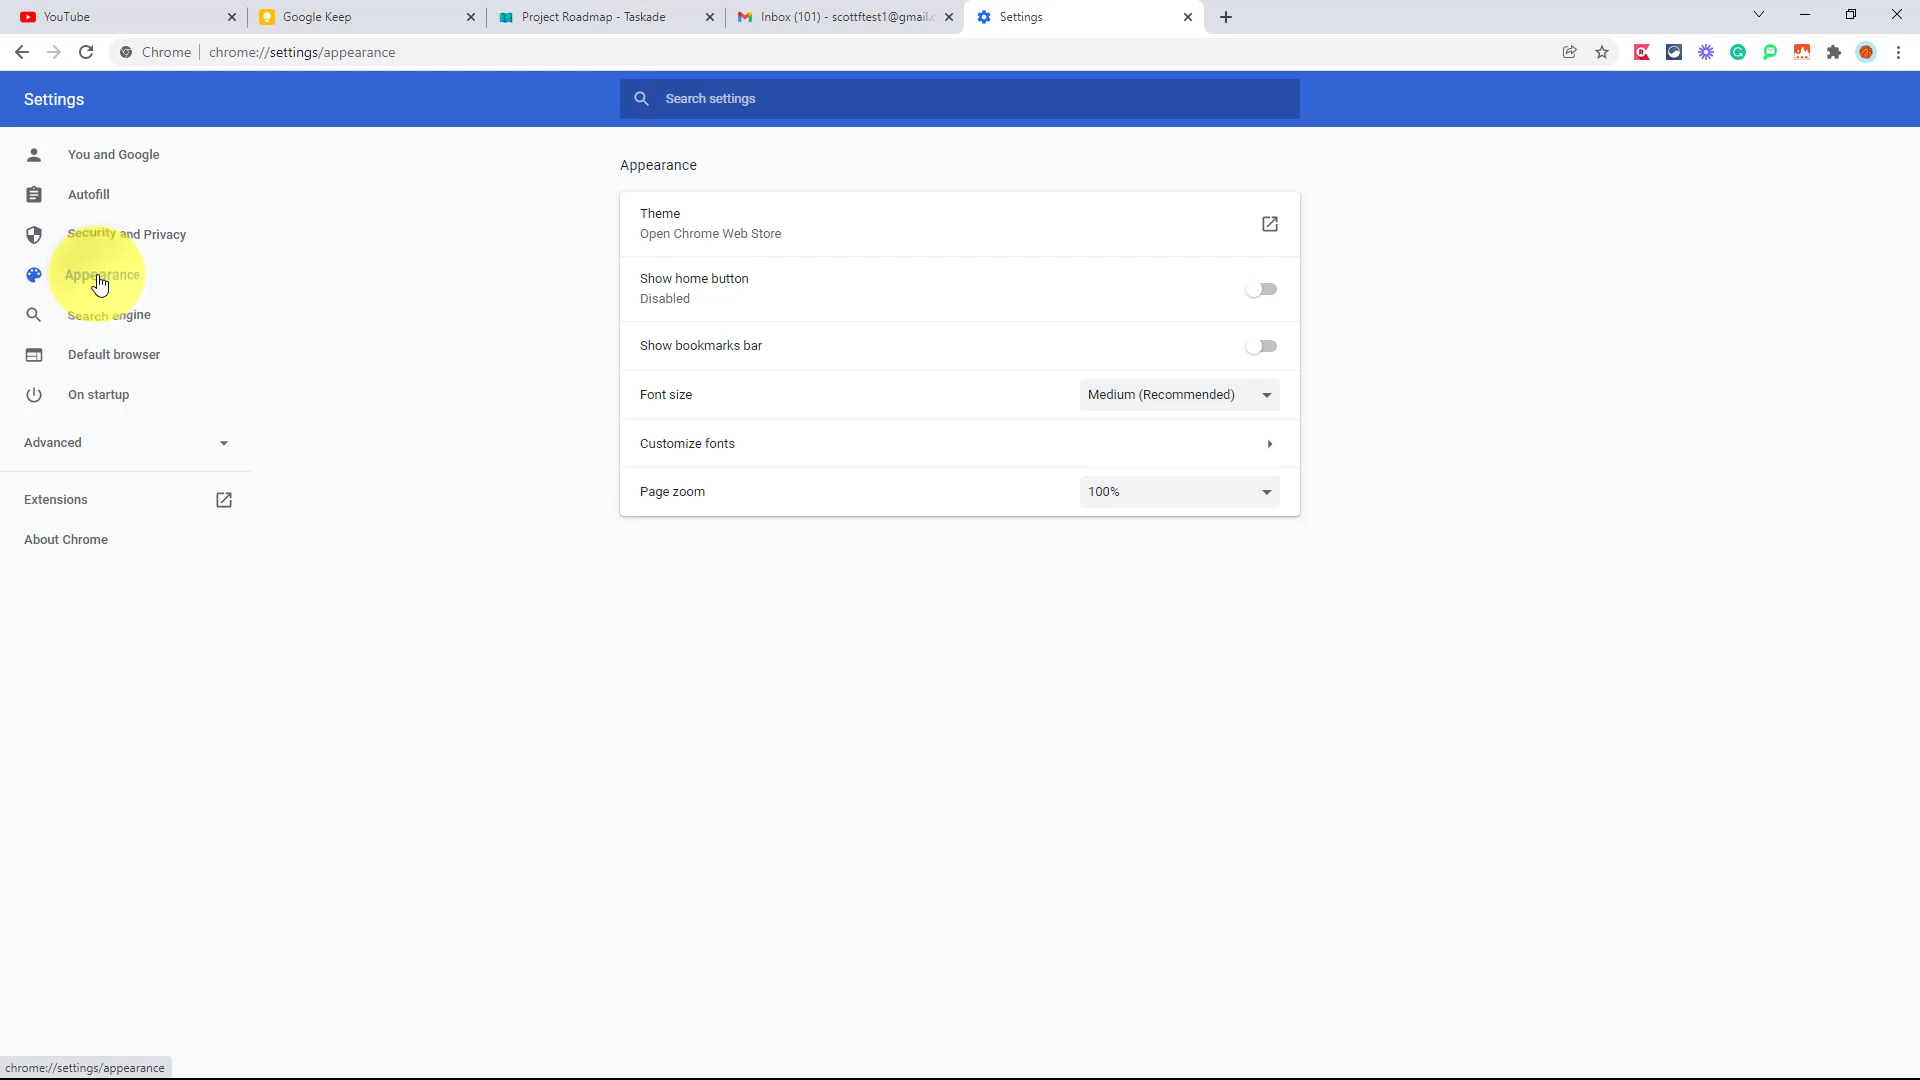 YouTube
Google Keep
Project Roadmap - Taskade
Inbox (101) - scottftest1@gmail.c
Settings
Chrome
chrome://settings/appearance
Settings
Search settings
You and Google
Autofill
Security and Privacy
Appearance
Search engine
Default browser
On startup
Advanced
Extensions
About Chrome
Appearance
Theme
Open Chrome Web Store
Show home button
Disabled
Show bookmarks bar
Font size
Medium (Recommended)
Customize fonts
Page zoom
100%
chrome://settings/appearance